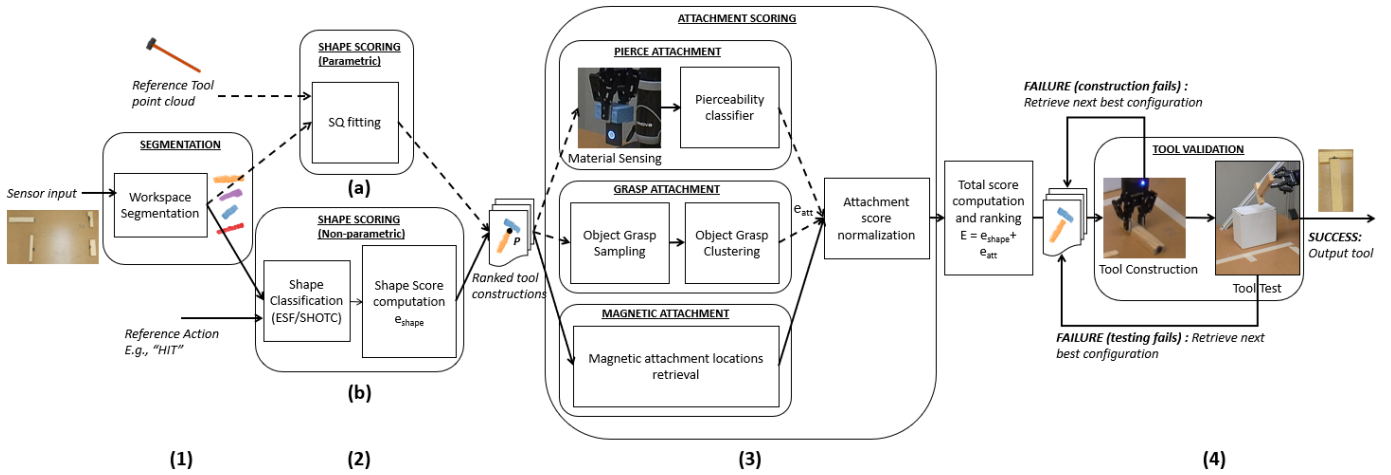 Reference Tool
point cloud
Sensor input
SEGMENTATION
Workspace
Segmentation
(1)
SHAPE SCORING
(Parametric)
SQ fitting
(a)
SHAPE SCORING
(Non-parametric)
Shape
Classification
(ESF/SHOTC)
Shape Score
computation
e_shape
Reference Action
E.g., “HIT”
(b)
(2)
P
Ranked tool
constructions
ATTACHMENT SCORING
PIERCE ATTACHMENT
Material Sensing
Pierceability
classifier
GRASP ATTACHMENT
Object Grasp
Sampling
Object Grasp
Clustering
MAGNETIC ATTACHMENT
Magnetic attachment locations
retrieval
e_att
Attachment
score
normalization
(3)
Total score
computation
and ranking
E = e_shape+
e_att
FAILURE (construction fails) :
Retrieve next best configuration
TOOL VALIDATION
Tool Construction
Tool Test
FAILURE (testing fails) : Retrieve next
best configuration
SUCCESS:
Output tool
(4)